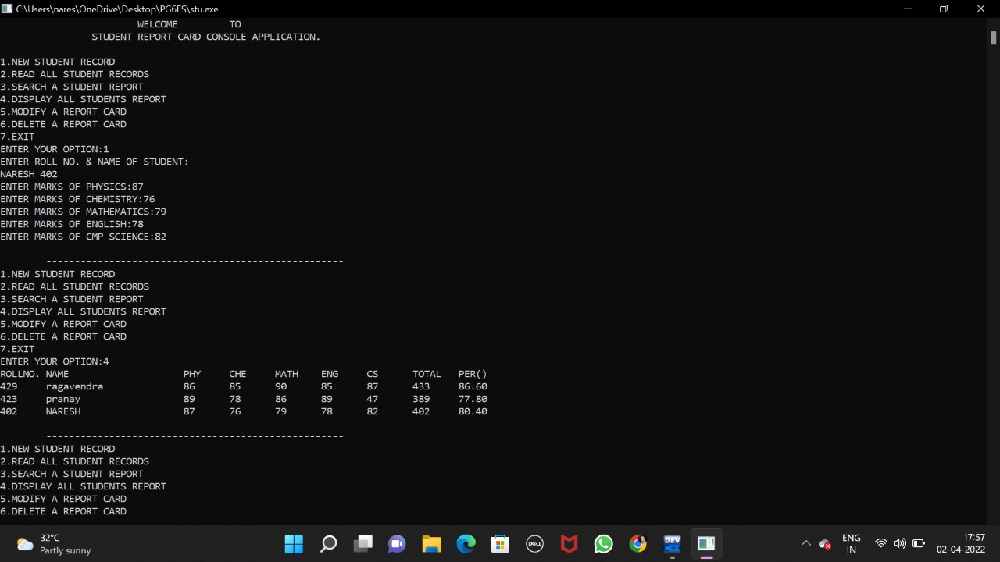 C:\Users\nares\OneDrive\Desktop\PG6FS\stu.exe
WELCOME TO
STUDENT REPORT CARD CONSOLE APPLICATION.
1.NEW STUDENT RECORD
2.READ ALL STUDENT RECORDS
3.SEARCH A STUDENT REPORT
4.DISPLAY ALL STUDENTS REPORT
5.MODIFY A REPORT CARD
6.DELETE A REPORT CARD
7.EXIT
ENTER YOUR OPTION:1
ENTER ROLL NO. & NAME OF STUDENT:
NARESH 402
ENTER MARKS OF PHYSICS:87
ENTER MARKS OF CHEMISTRY:76
ENTER MARKS OF MATHEMATICS:79
ENTER MARKS OF ENGLISH:78
ENTER MARKS OF CMP SCIENCE:82
----------------------------------------------------
1.NEW STUDENT RECORD
2.READ ALL STUDENT RECORDS
3.SEARCH A STUDENT REPORT
4.DISPLAY ALL STUDENTS REPORT
5.MODIFY A REPORT CARD
6.DELETE A REPORT CARD
7.EXIT
ENTER YOUR OPTION:4
ROLLNO. NAME PHY CHE MATH ENG CS TOTAL PER()
429 ragavendra 86 85 90 85 87 433 86.60
423 pranay 89 78 86 89 47 389 77.80
402 NARESH 87 76 79 78 82 402 80.40
----------------------------------------------------
1.NEW STUDENT RECORD
2.READ ALL STUDENT RECORDS
3.SEARCH A STUDENT REPORT
4.DISPLAY ALL STUDENTS REPORT
5.MODIFY A REPORT CARD
6.DELETE A REPORT CARD
32°C
Partly sunny
DELL
DEV
C++
ENG
IN
17:57
02-04-2022